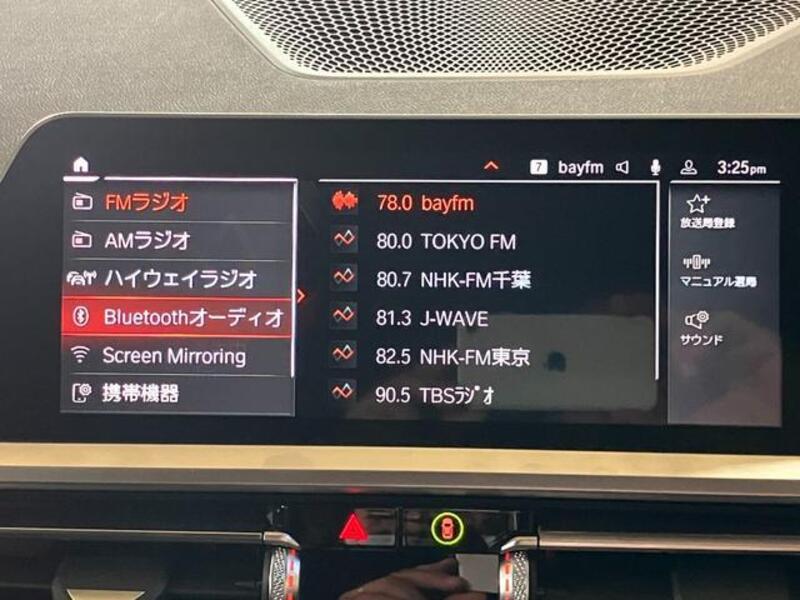 7 bayfm 3:25pm
FMラジオ
AMラジオ
ハイウェイラジオ
Bluetoothオーディオ
Screen Mirroring
携帯機器
78.0 bayfm
80.0 TOKYO FM
80.7 NHK-FM千葉
81.3 J-WAVE
82.5 NHK-FM東京
90.5 TBSﾗｼﾞｵ
放送局登録
マニュアル選局
サウンド